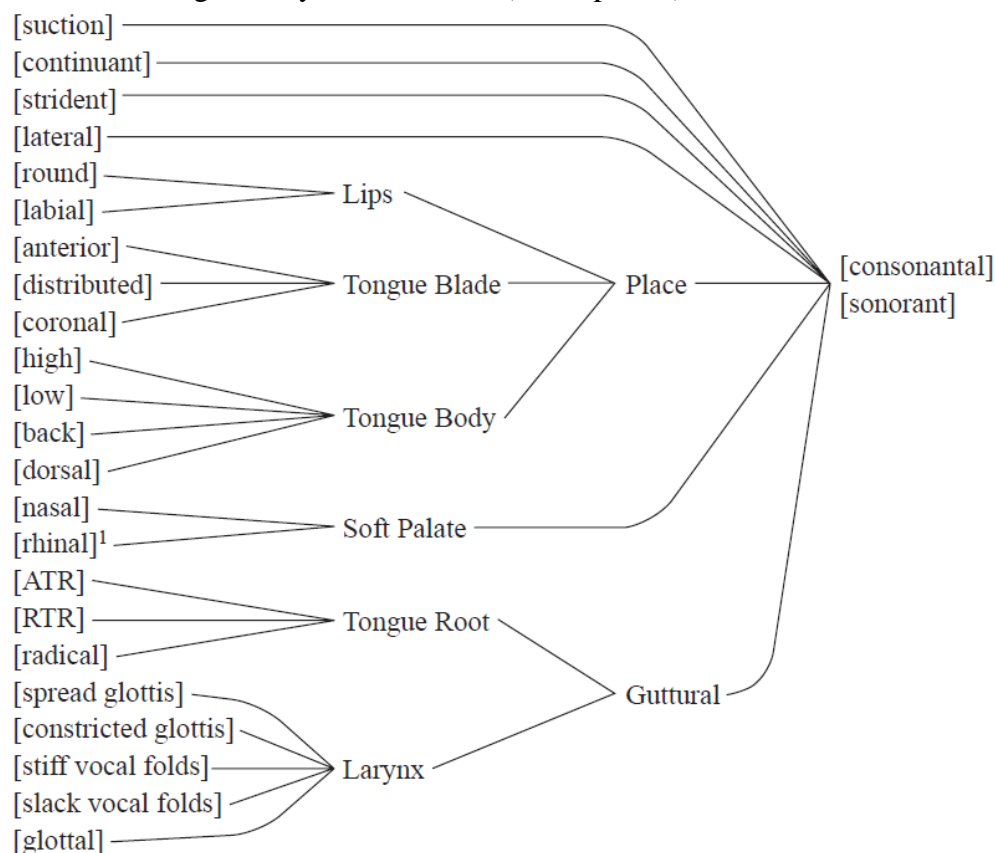 [suction]
[continuant]
[strident]
[lateral]
[round]
[labial]
[anterior]
[distributed]
[coronal]
[high]
[low]
[back]
[dorsal]
[nasal]
[rhinal]1
[ATR]
[RTR]
[radical]
[spread glottis]
[constricted glottis]
[stiff vocal folds]
[slack vocal folds]
[glottal]
Lips
Tongue Blade
Tongue Body
Soft Palate
Tongue Root
Larynx
Place
Guttural
[consonantal]
[sonorant]